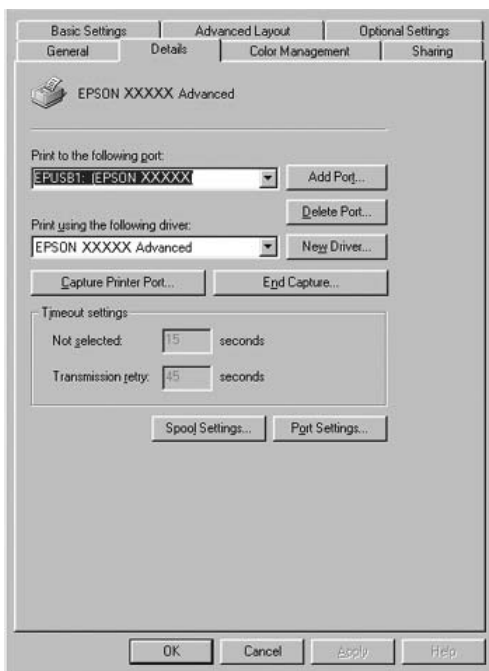 Basic Settings Advanced Layout Optional Settings
General Details Color Management Sharing
EPSON XXXXX Advanced
Print to the following port:
EPUSB1: (EPSON XXXXX Add Port...
Delete Port...
Print using the following driver:
EPSON XXXXX Advanced New Driver...
Capture Printer Port... End Capture...
Timeout settings
Not selected: 15 seconds
Transmission retry: 45 seconds
Spool Settings... Port Settings...
OK Cancel Apply Help